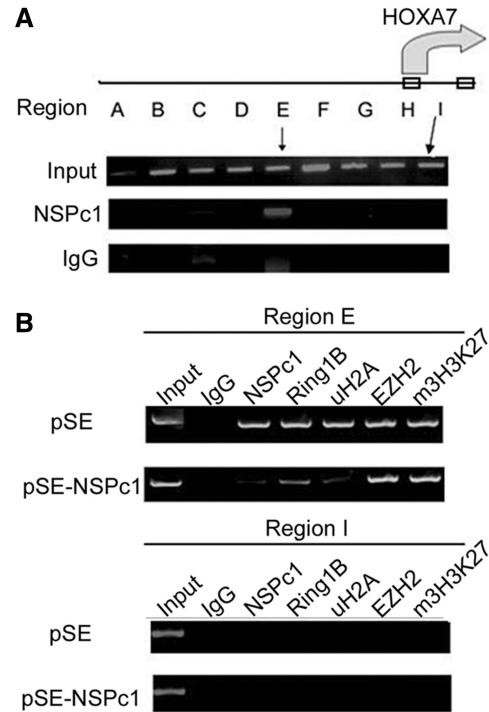 A
HOXA7
Region A B C D E F G H I
Input
NSPc1
IgG
B
Region E
Input IgG NSPc1 Ring1B uH2A EZH2 m3H3K27
pSE
pSE-NSPc1
Region I
Input IgG NSPc1 Ring1B uH2A EZH2 m3H3K27
pSE
pSE-NSPc1